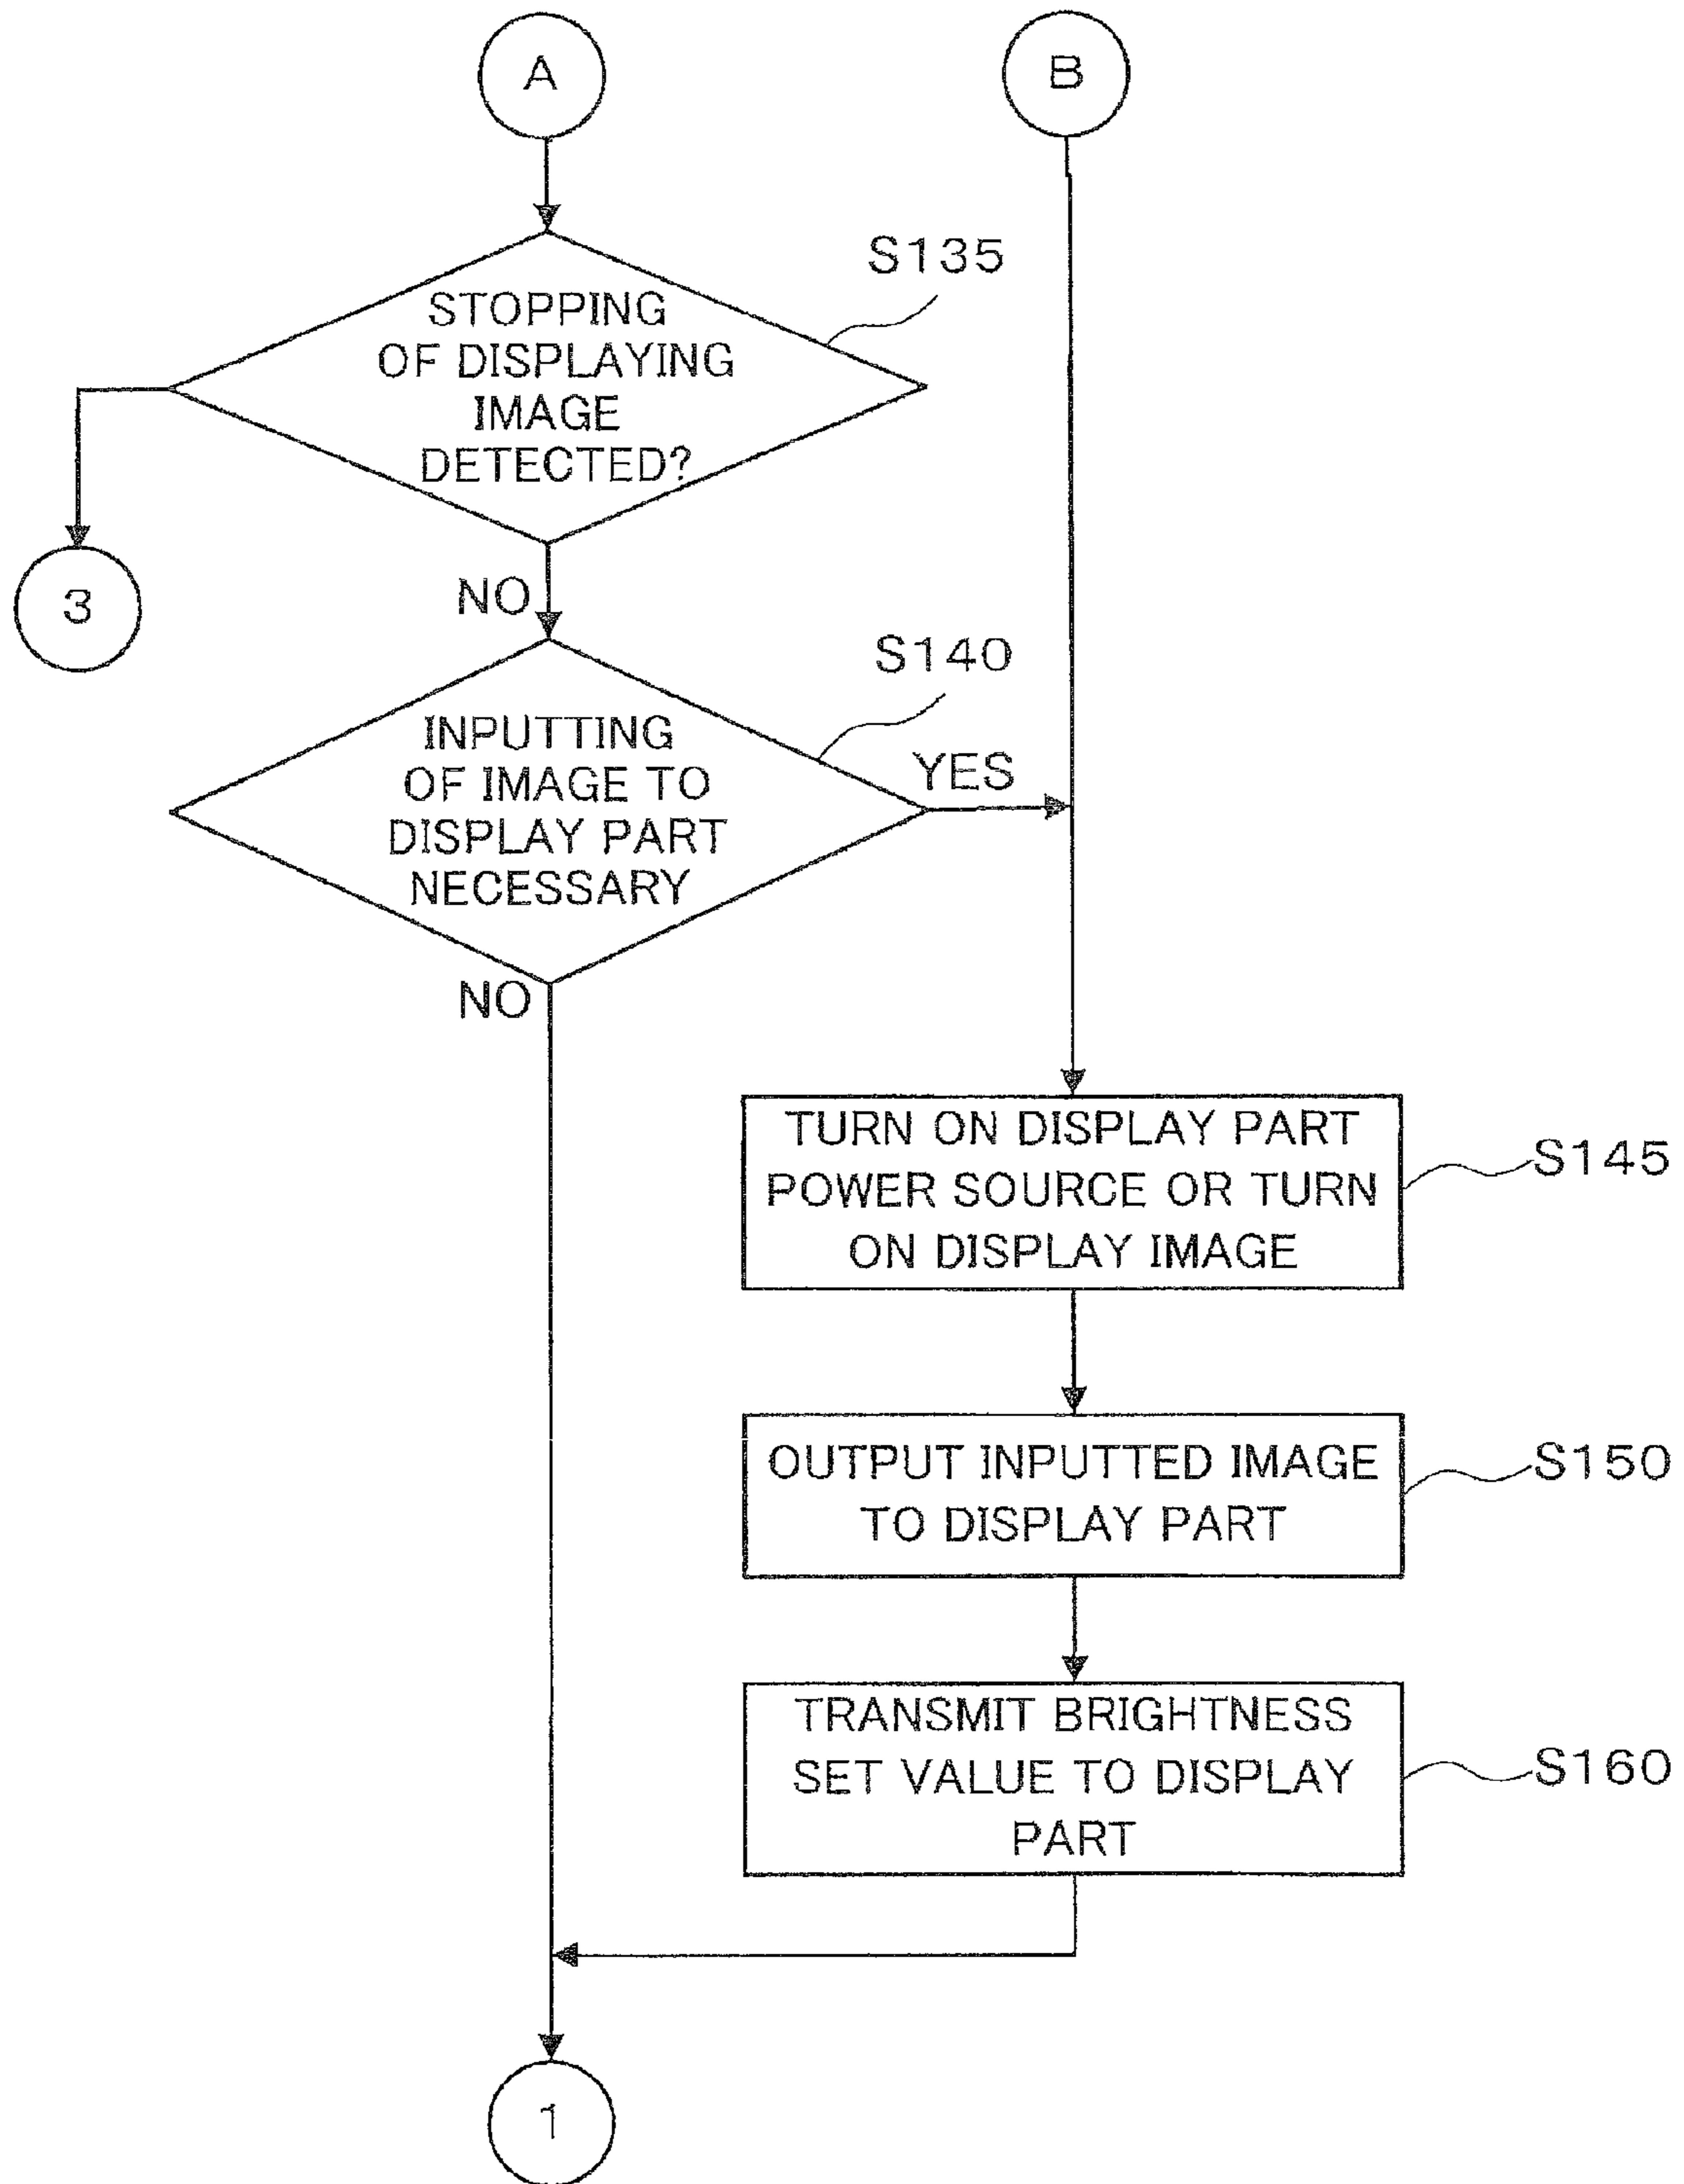 A
B
S135
STOPPING
OF DISPLAYING
IMAGE
DETECTED?
3
NO
S140
INPUTTING
OF IMAGE TO
DISPLAY PART
NECESSARY
YES
NO
TURN ON DISPLAY PART
POWER SOURCE OR TURN
ON DISPLAY IMAGE
S145
OUTPUT INPUTTED IMAGE
TO DISPLAY PART
S150
TRANSMIT BRIGHTNESS
SET VALUE TO DISPLAY
PART
S160
1